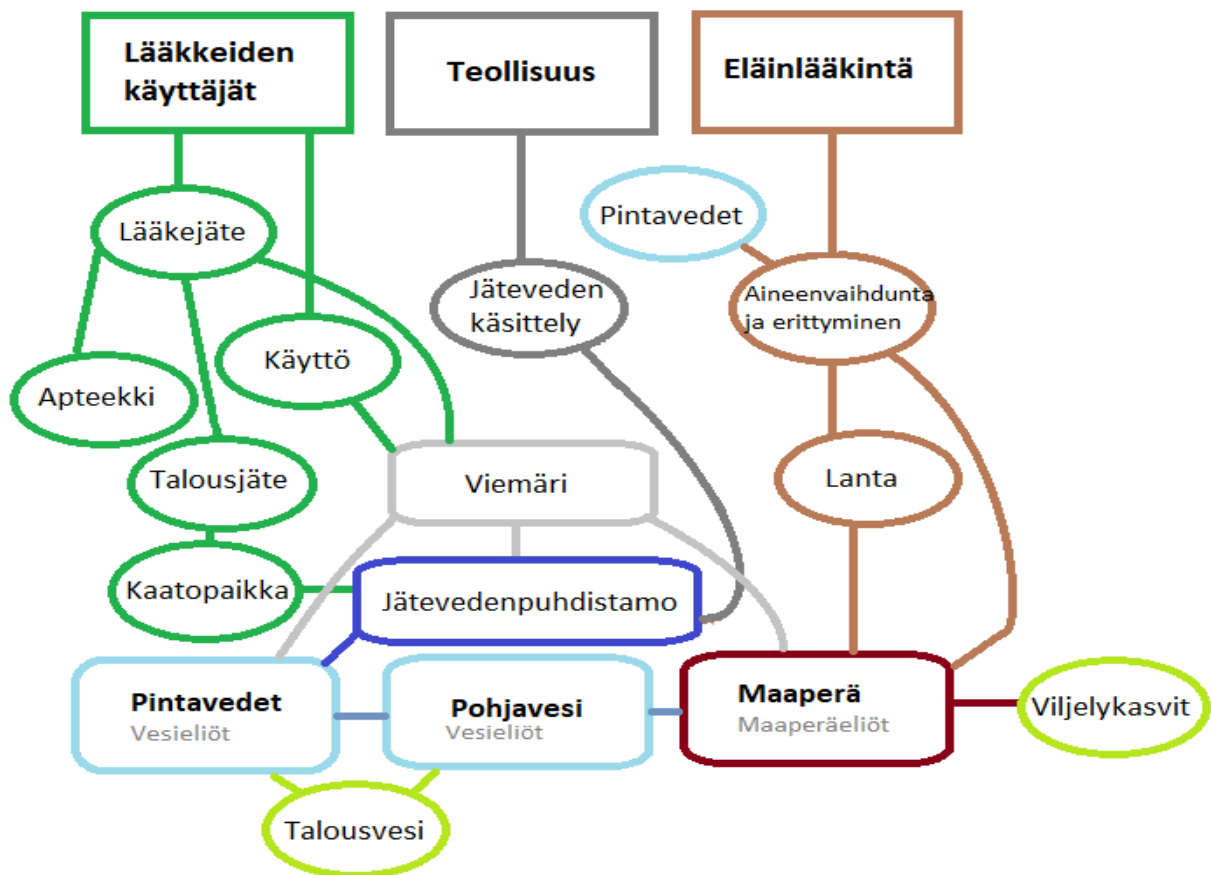 Lääkkeiden
käyttäjät
Teollisuus
Eläinlääkintä
Pintavedet
Lääkejäte
Jäteveden
käsittely
Aineenvaihdunta
ja erittyminen
Käyttö
Apteekki
Talousjäte
Viemäri
Lanta
Kaatopaikka
Jätevedenpuhdistamo
Pintavedet
Vesieliöt
Pohjavesi
Vesieliöt
Maaperä
Maaperäeliöt
Viljelykasvit
Talousvesi